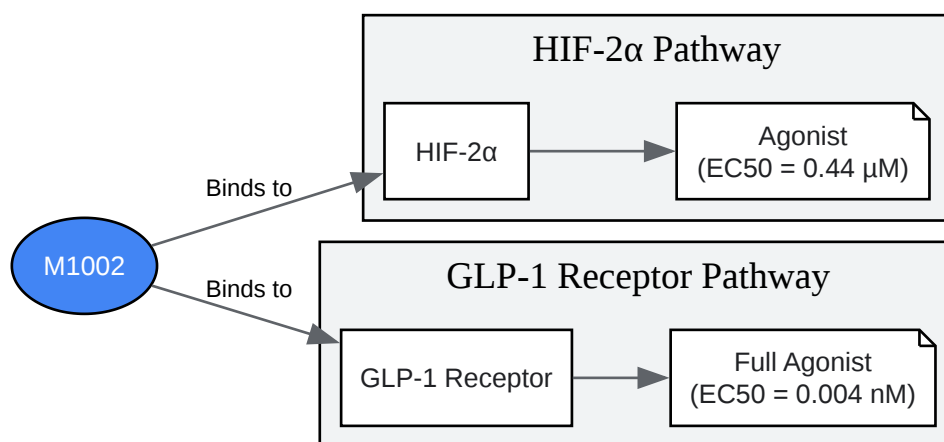 HIF-2α Pathway
HIF-2α
Agonist
(EC50 = 0.44 µM)
Binds to
M1002
Binds to
GLP-1 Receptor Pathway
GLP-1 Receptor
Full Agonist
(EC50 = 0.004 nM)